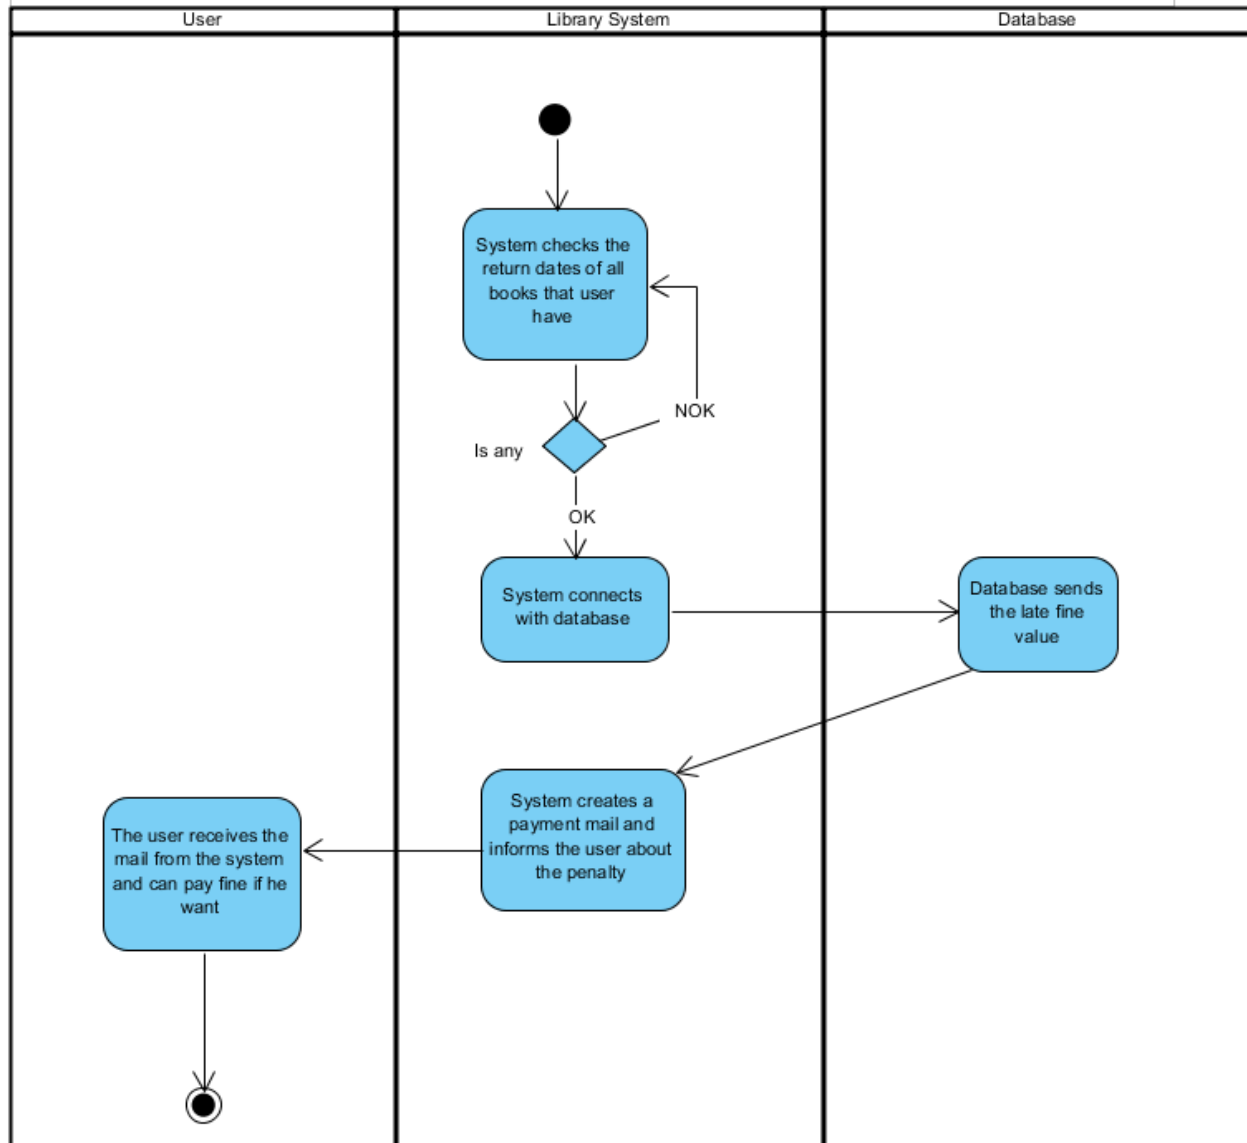 User
Library System
Database
System checks the
return dates of all
books that user
have
NOK
Is any
OK
System connects
with database
Database sends
the late fine
value
System creates a
payment mail and
informs the user about
the penalty
The user receives the
mail from the system
and can pay fine if he
want